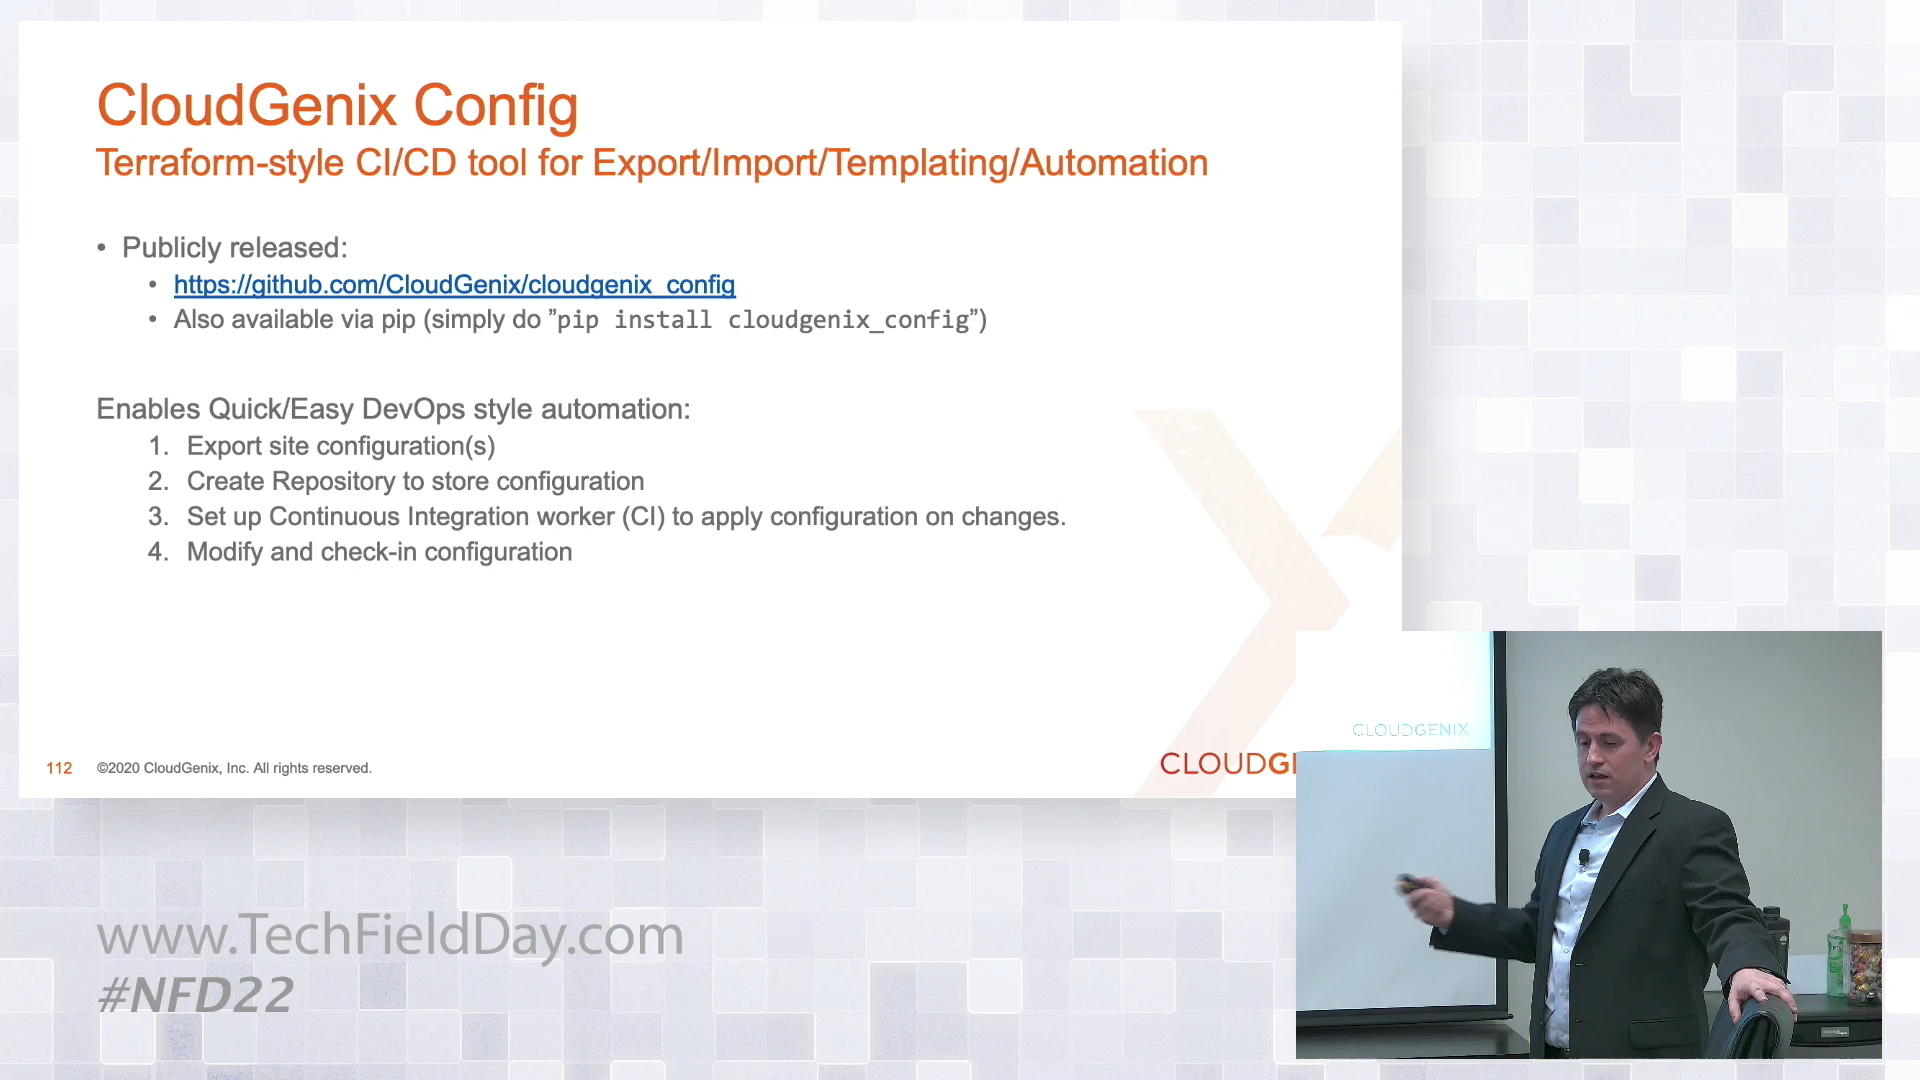 CloudGenix Config
Terraform-style CI/CD tool for Export/Import/Templating/Automation
• Publicly released:
• https://github.com/CloudGenix/cloudgenix_config
• Also available via pip (simply do ”pip install cloudgenix_config”)
Enables Quick/Easy DevOps style automation:
1. Export site configuration(s)
2. Create Repository to store configuration
3. Set up Continuous Integration worker (CI) to apply configuration on changes.
4. Modify and check-in configuration
112 ©2020 CloudGenix, Inc. All rights reserved.
CLOUDGE
CLOUDGENIX
www.TechFieldDay.com
#NFD22